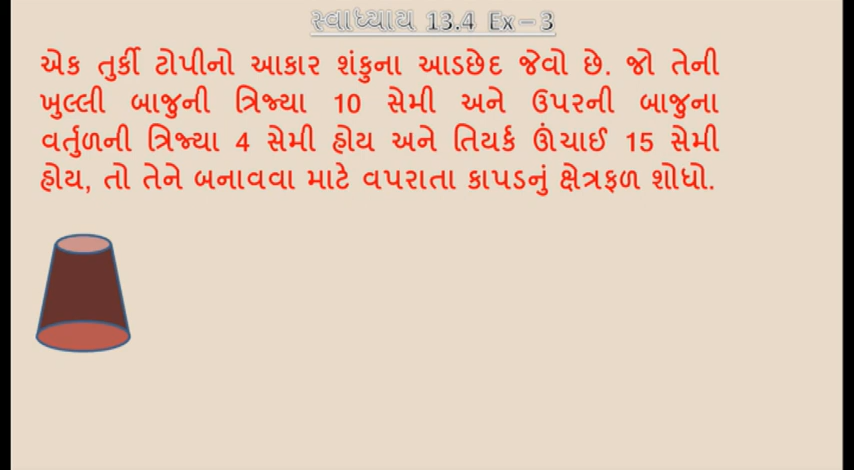 સ્વાધ્યાય 13.4 Ex – 3
એક તુર્કી ટોપીનો આકાર શંકુના આડછેદ જેવો છે. જો તેની
ખુલ્લી બાજુની ત્રિજ્યા 10 સેમી અને ઉપરની બાજુના
વર્તુળની ત્રિજ્યા 4 સેમી હોય અને તિયર્ક ઊંચાઈ 15 સેમી
હોય, તો તેને બનાવવા માટે વપરાતા કાપડનું ક્ષેત્રફળ શોધો.